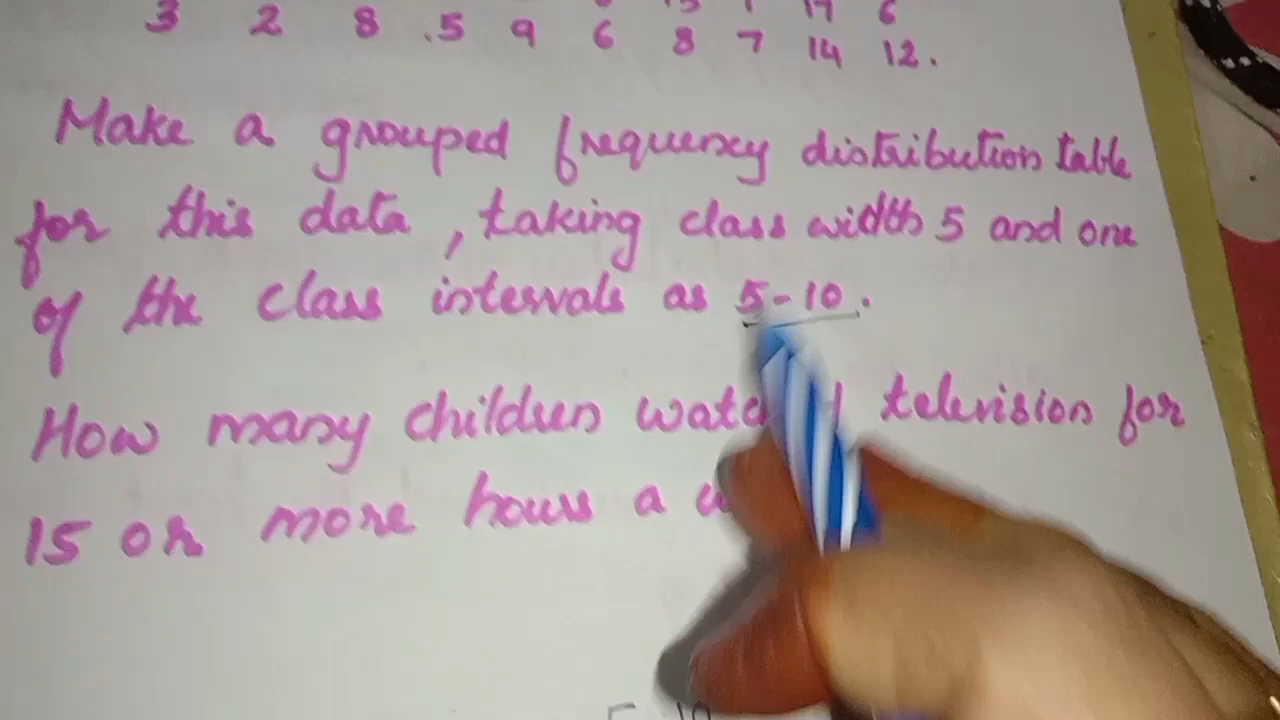 17 6
3 2 8 .5 9 6 8 7 14 12.
Make a grouped frequency distribution table
for this data, taking class width 5 and one
of the class intervals as 5-10.
How many children television for
15 or more hours a